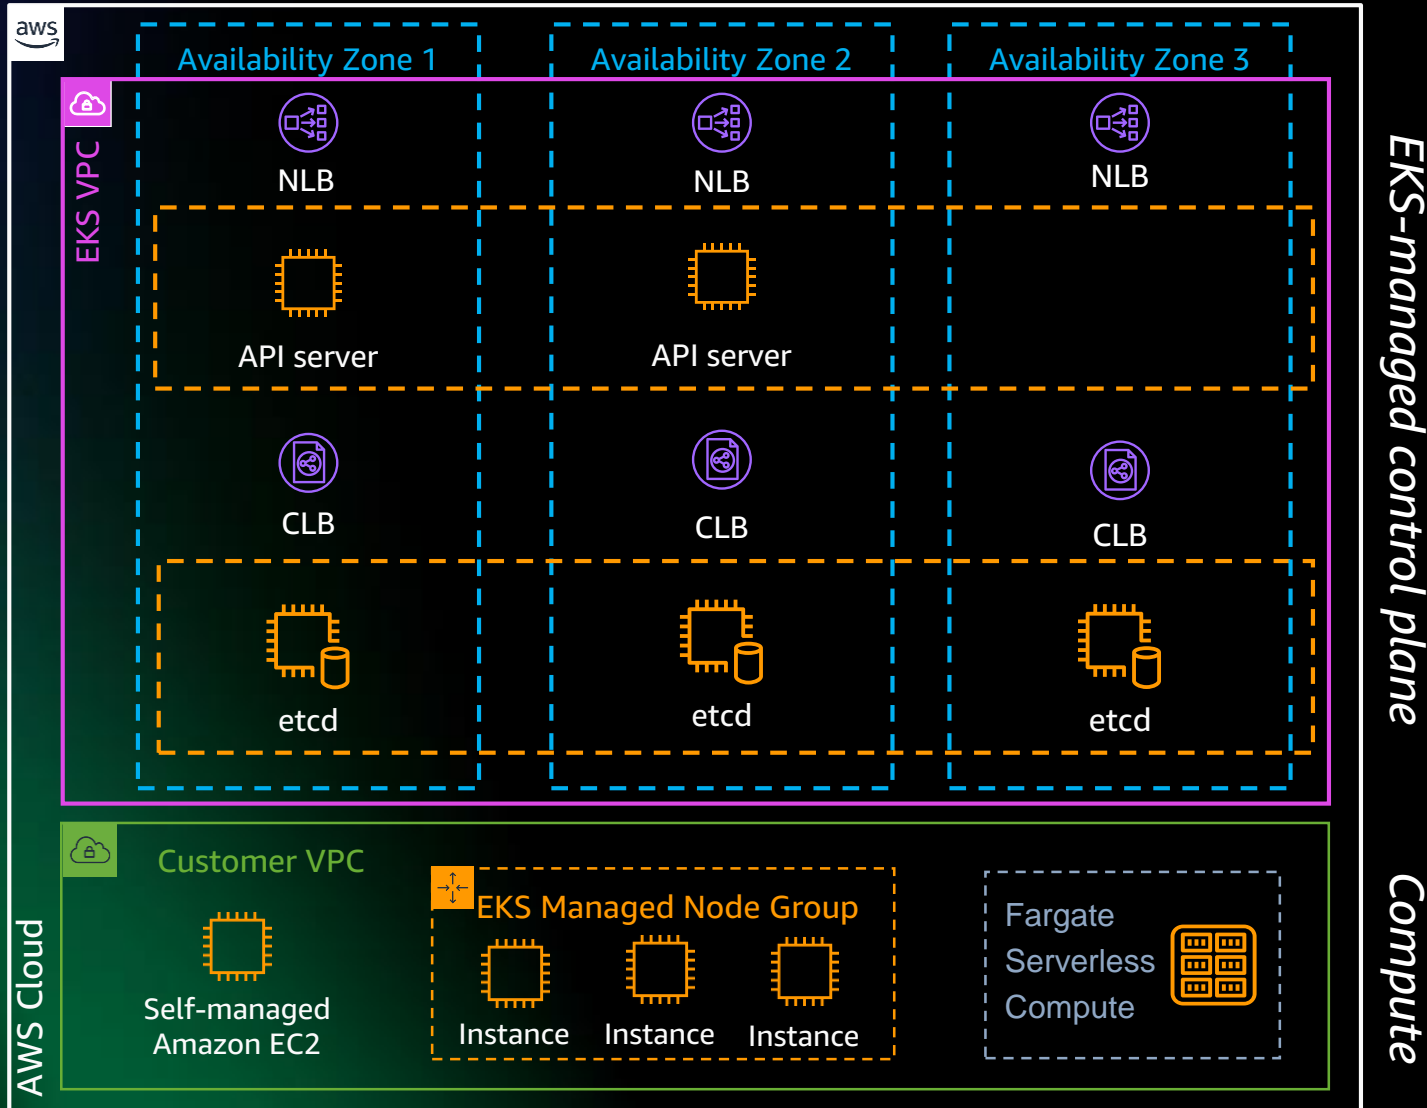 aws
Availability Zone 1
Availability Zone 2
Availability Zone 3
EKS VPC
NLB
NLB
NLB
API server
API server
CLB
CLB
CLB
etcd
etcd
etcd
EKS-managed control plane
Customer VPC
Self-managed
Amazon EC2
EKS Managed Node Group
Instance
Instance
Instance
Fargate
Serverless
Compute
AWS Cloud
Compute